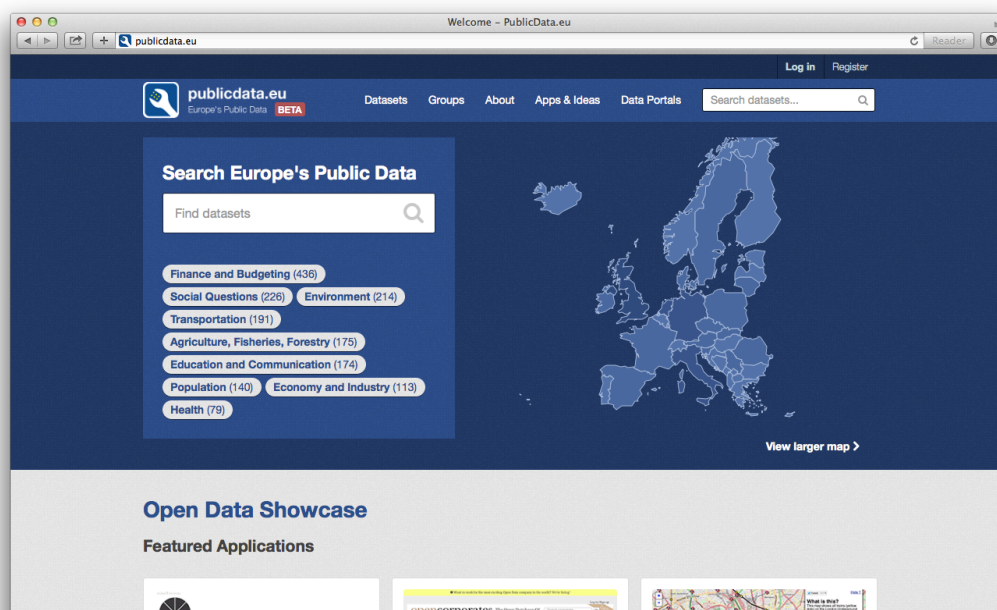 Welcome – PublicData.eu
publicdata.eu
Reader
Log in Register
publicdata.eu
Europe's Public Data BETA
Datasets Groups About Apps & Ideas Data Portals Search datasets...
Search Europe's Public Data
Find datasets
Finance and Budgeting (436)
Social Questions (226) Environment (214)
Transportation (191)
Agriculture, Fisheries, Forestry (175)
Education and Communication (174)
Population (140) Economy and Industry (113)
Health (79)
View larger map
Open Data Showcase
Featured Applications
What is this?